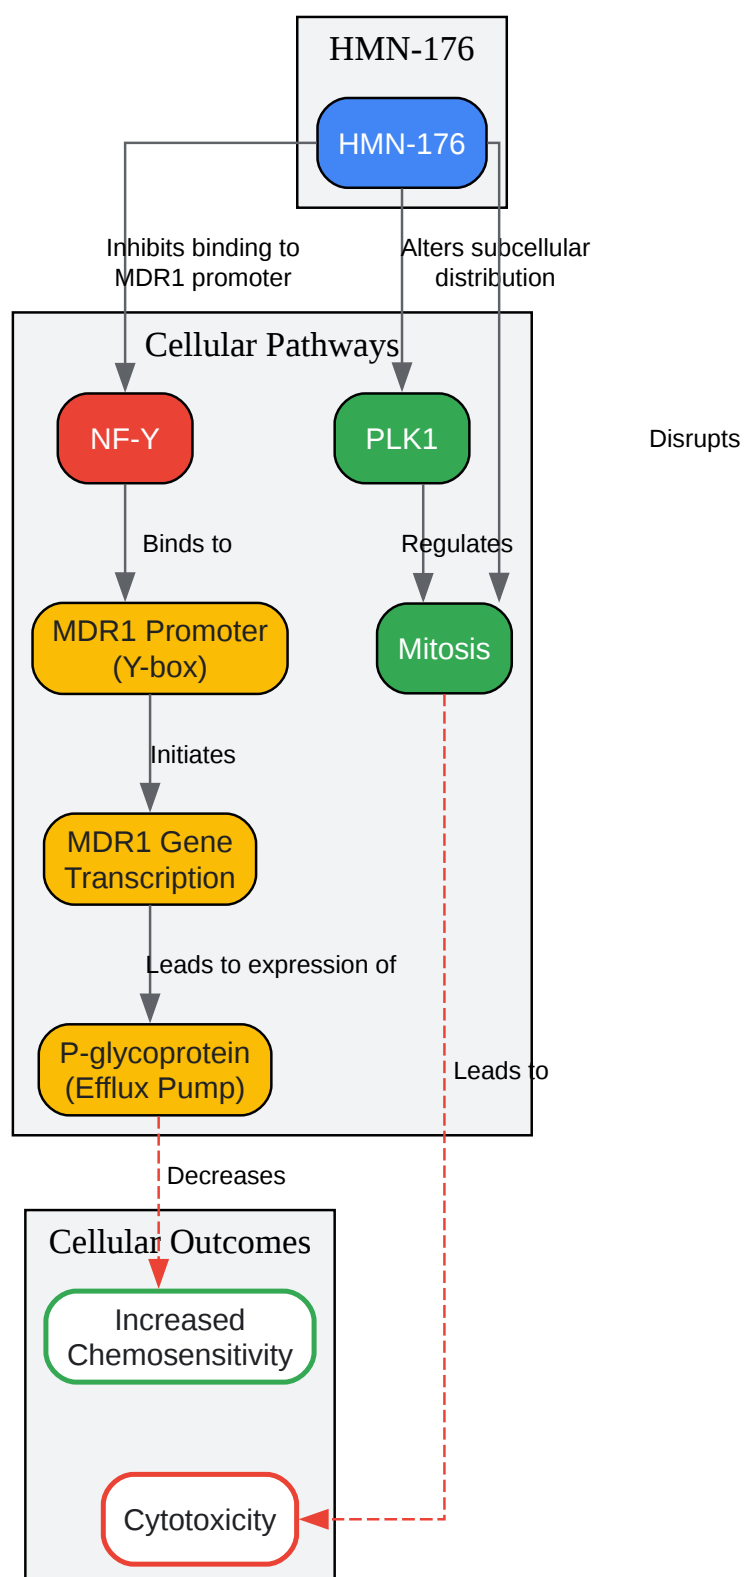 HMN-176
HMN-176
Inhibits binding to
MDR1 promoter
Alters subcellular
distribution
Cellular Pathways
NF-Y
PLK1
Disrupts
Binds to
Regulates
MDR1 Promoter
(Y-box)
Mitosis
Initiates
MDR1 Gene
Transcription
Leads to expression of
P-glycoprotein
(Efflux Pump)
Leads to
Decreases
Cellular Outcomes
Increased
Chemosensitivity
Cytotoxicity